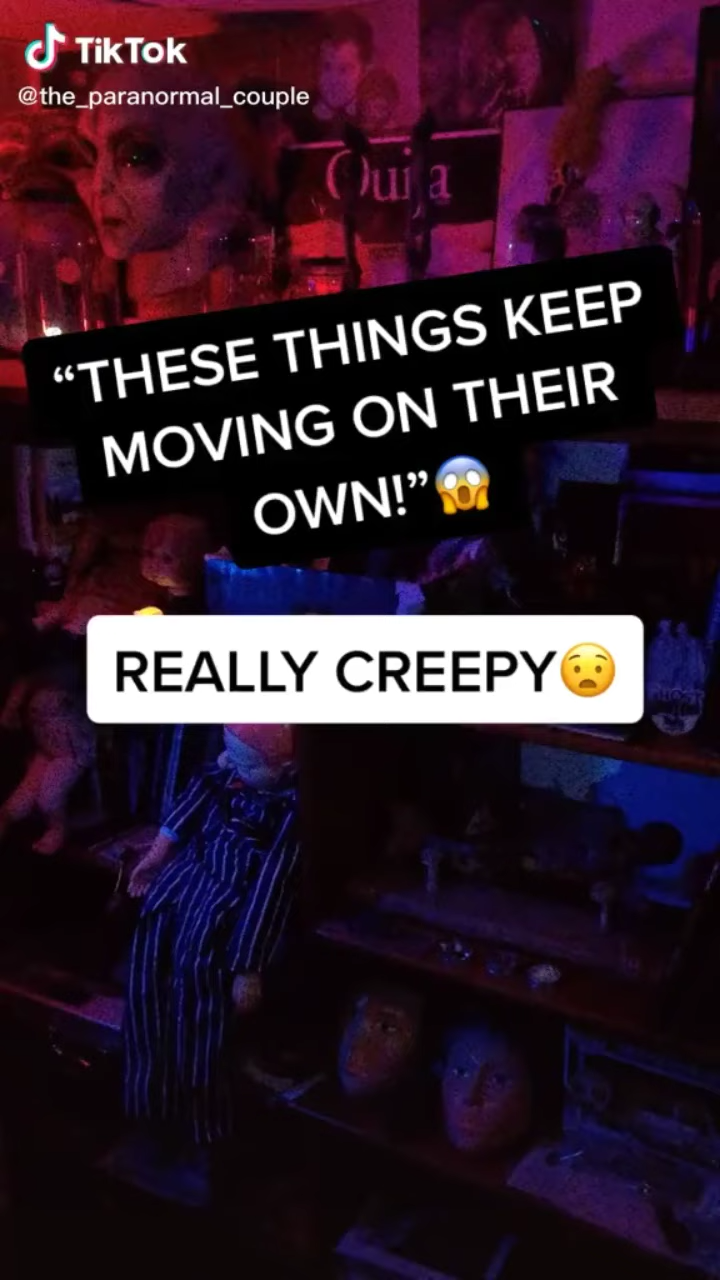 TikTok
@the_paranormal_couple
Ouija
“THESE THINGS KEEP
MOVING ON THEIR
OWN!”😱
REALLY CREEPY😧